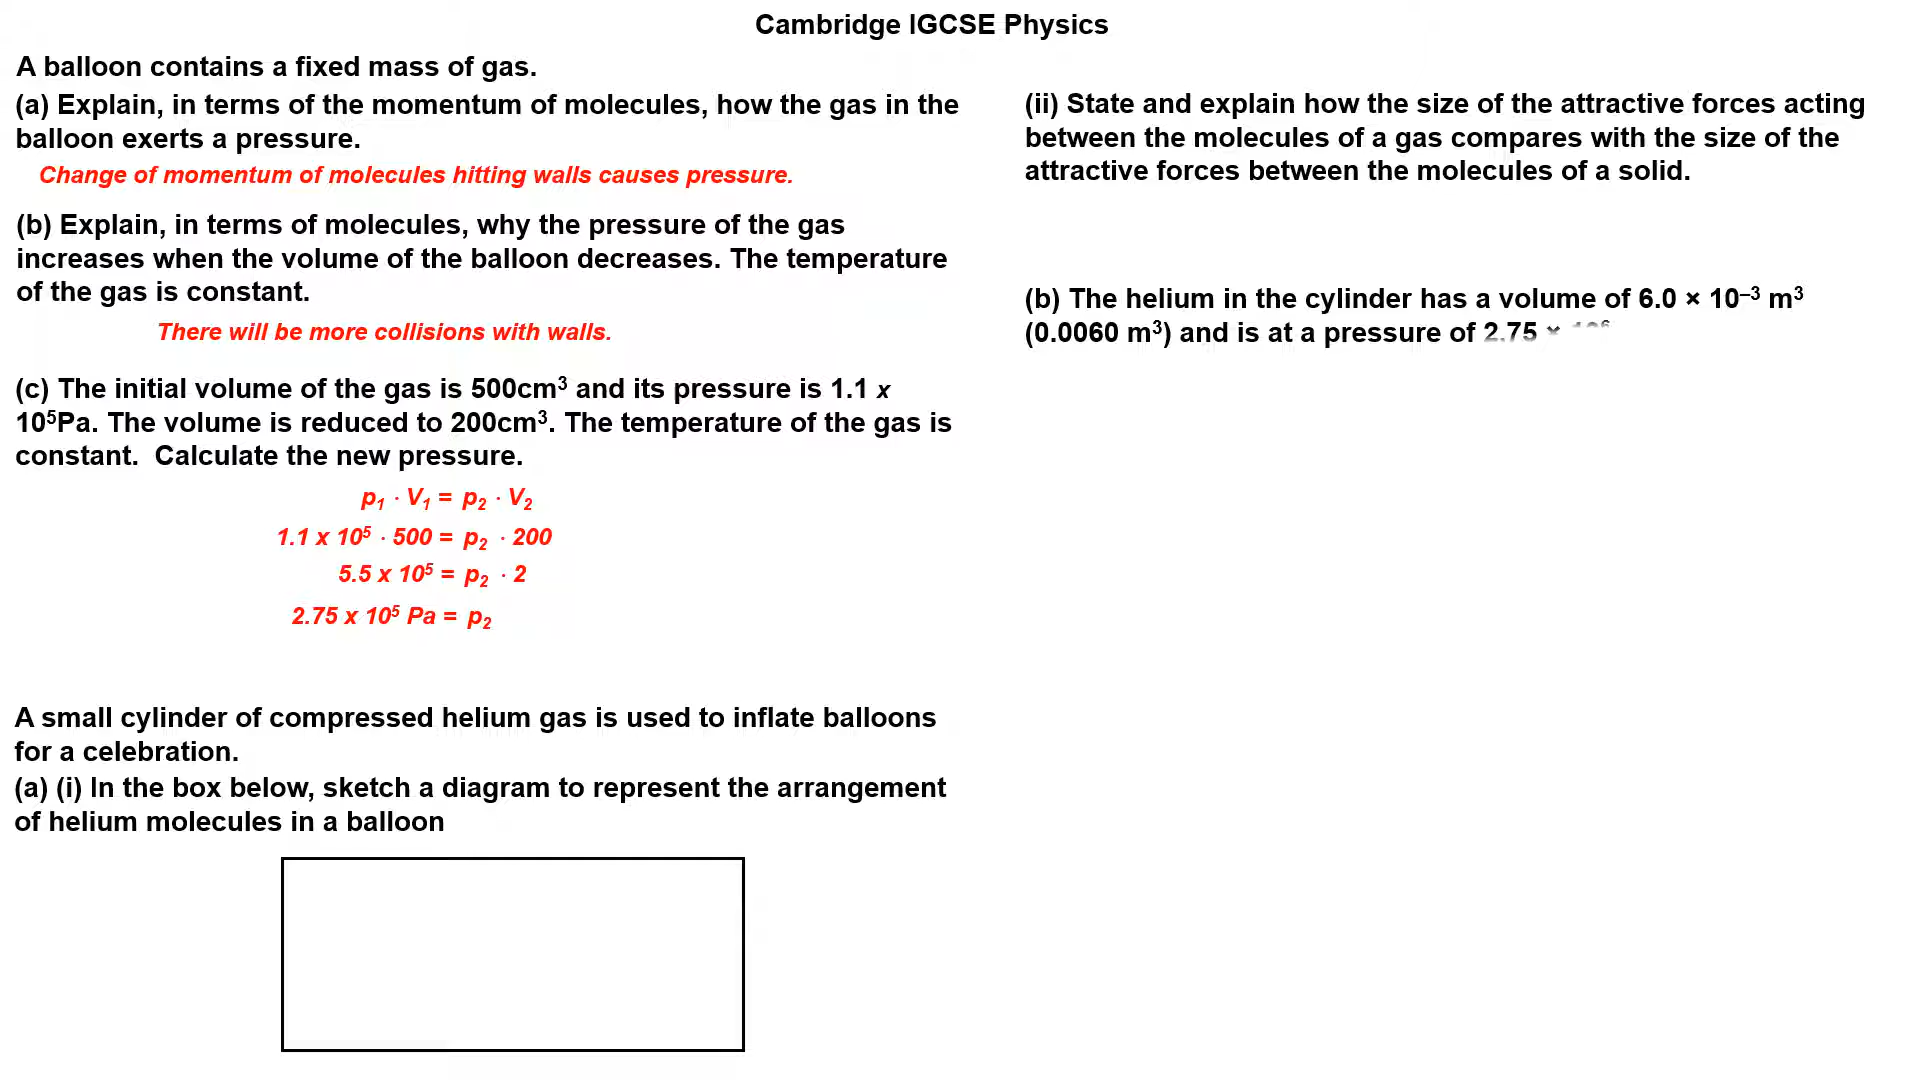 Cambridge IGCSE Physics
A balloon contains a fixed mass of gas.
(a) Explain, in terms of the momentum of molecules, how the gas in the
balloon exerts a pressure.
Change of momentum of molecules hitting walls causes pressure.
(b) Explain, in terms of molecules, why the pressure of the gas
increases when the volume of the balloon decreases. The temperature
of the gas is constant.
There will be more collisions with walls.
(c) The initial volume of the gas is 500cm³ and its pressure is 1.1 x
10⁵Pa. The volume is reduced to 200cm³. The temperature of the gas is
constant. Calculate the new pressure.
p₁ · V₁ = p₂ · V₂
1.1 x 10⁵ · 500 = p₂ · 200
5.5 x 10⁵ = p₂ · 2
2.75 x 10⁵ Pa = p₂
A small cylinder of compressed helium gas is used to inflate balloons
for a celebration.
(a) (i) In the box below, sketch a diagram to represent the arrangement
of helium molecules in a balloon
(ii) State and explain how the size of the attractive forces acting
between the molecules of a gas compares with the size of the
attractive forces between the molecules of a solid.
(b) The helium in the cylinder has a volume of 6.0 × 10⁻³ m³
(0.0060 m³) and is at a pressure of 2.75 ×